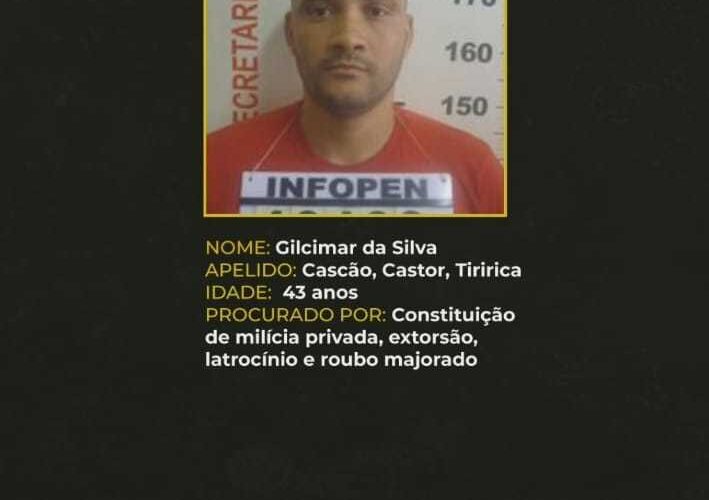 SECRETARI
170
160
150
INFOPEN
NOME: Gilcimar da Silva
APELIDO: Cascão, Castor, Tiririca
IDADE: 43 anos
PROCURADO POR: Constituição
de milícia privada, extorsão,
latrocínio e roubo majorado